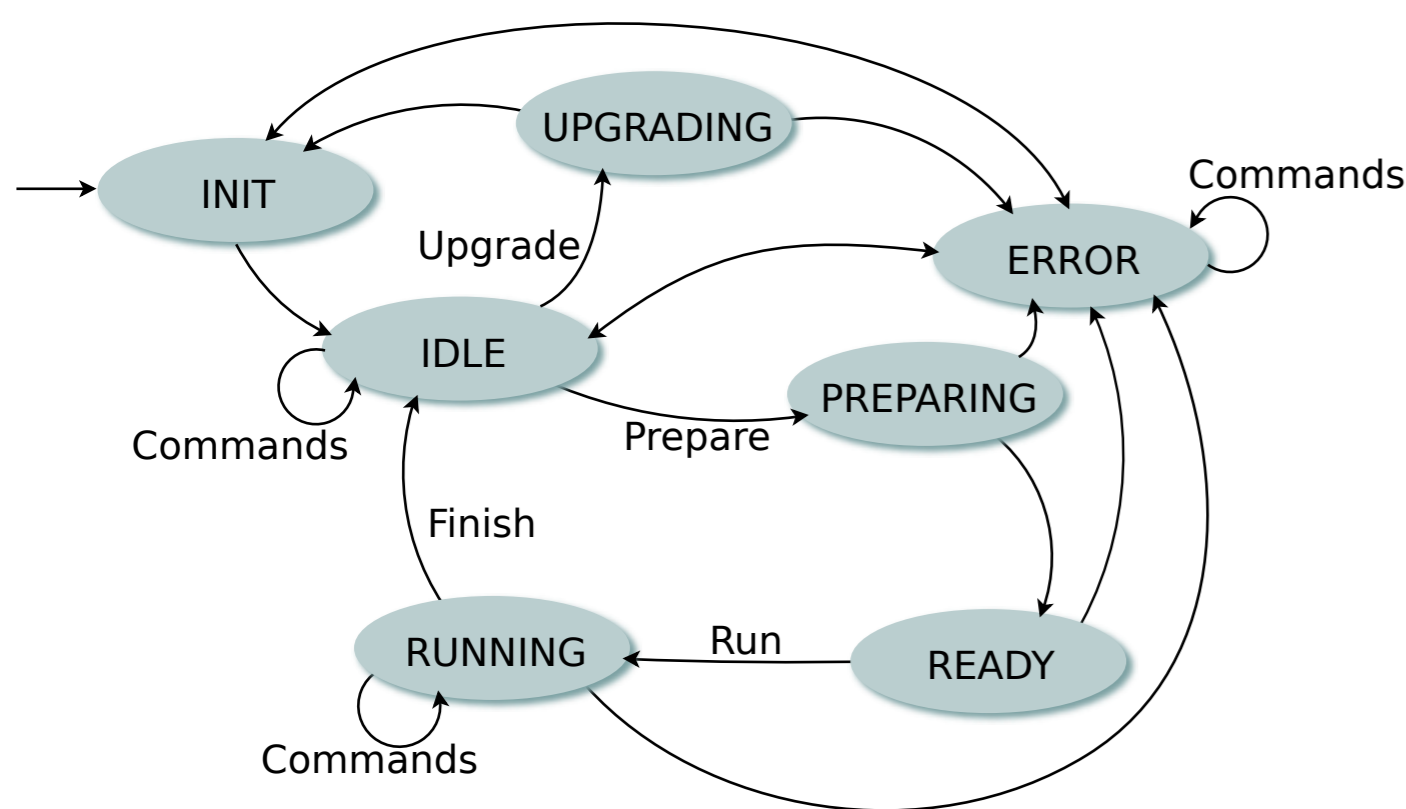 UPGRADING
Commands
INIT
Upgrade
ERROR
IDLE
PREPARING
Prepare
Commands
Finish
Run
RUNNING
READY
Commands